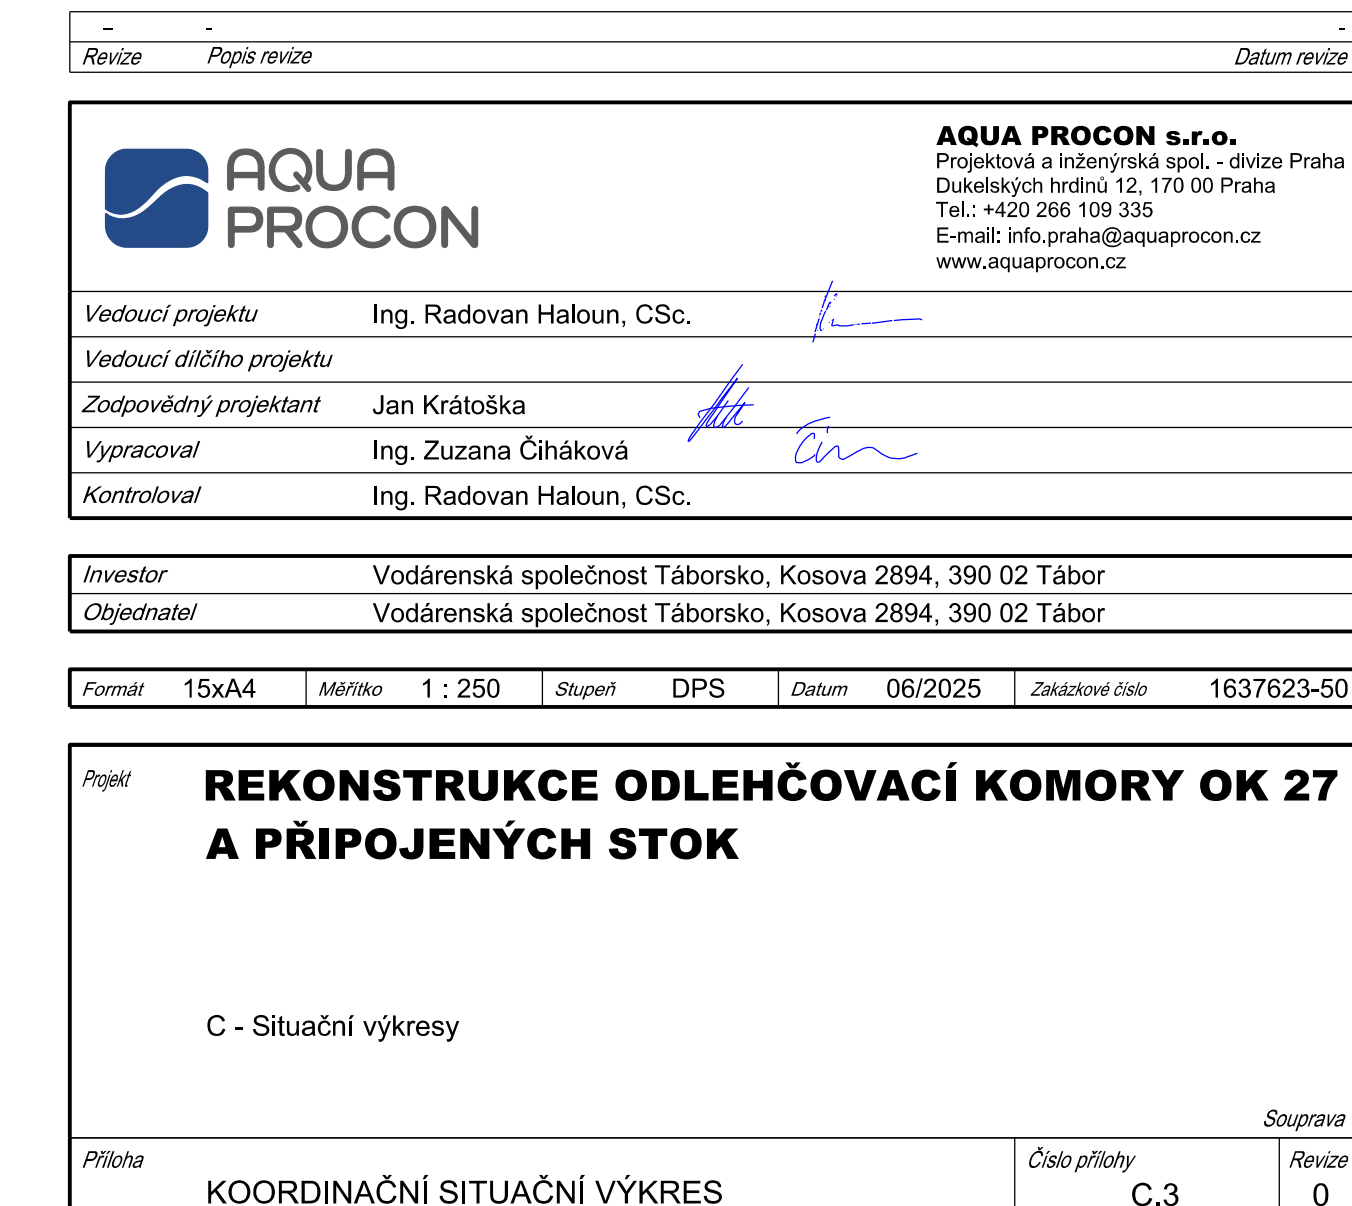 – - -
Revize Popis revize Datum revize
AQUA
PROCON
AQUA PROCON s.r.o.
Projektová a inženýrská spol. - divize Praha
Dukelských hrdinů 12, 170 00 Praha
Tel.: +420 266 109 335
E-mail: info.praha@aquaprocon.cz
www.aquaprocon.cz
Vedoucí projektu Ing. Radovan Haloun, CSc.
Vedoucí dílčího projektu
Zodpovědný projektant Jan Krátoška
Vypracoval Ing. Zuzana Čiháková
Kontroloval Ing. Radovan Haloun, CSc.
Investor Vodárenská společnost Táborsko, Kosova 2894, 390 02 Tábor
Objednatel Vodárenská společnost Táborsko, Kosova 2894, 390 02 Tábor
Formát 15xA4 Měřítko 1 : 250 Stupeň DPS Datum 06/2025 Zakázkové číslo 1637623-50
Projekt REKONSTRUKCE ODLEHČOVACÍ KOMORY OK 27
A PŘIPOJENÝCH STOK
C - Situační výkresy
Souprava
Příloha Číslo přílohy Revize
KOORDINAČNÍ SITUAČNÍ VÝKRES C.3 0